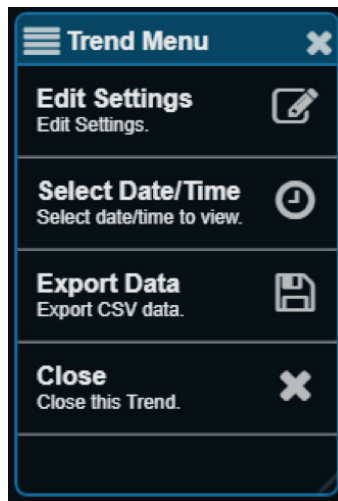 Trend Menu
Edit Settings
Edit Settings.
Select Date/Time
Select date/time to view.
Export Data
Export CSV data.
Close
Close this Trend.